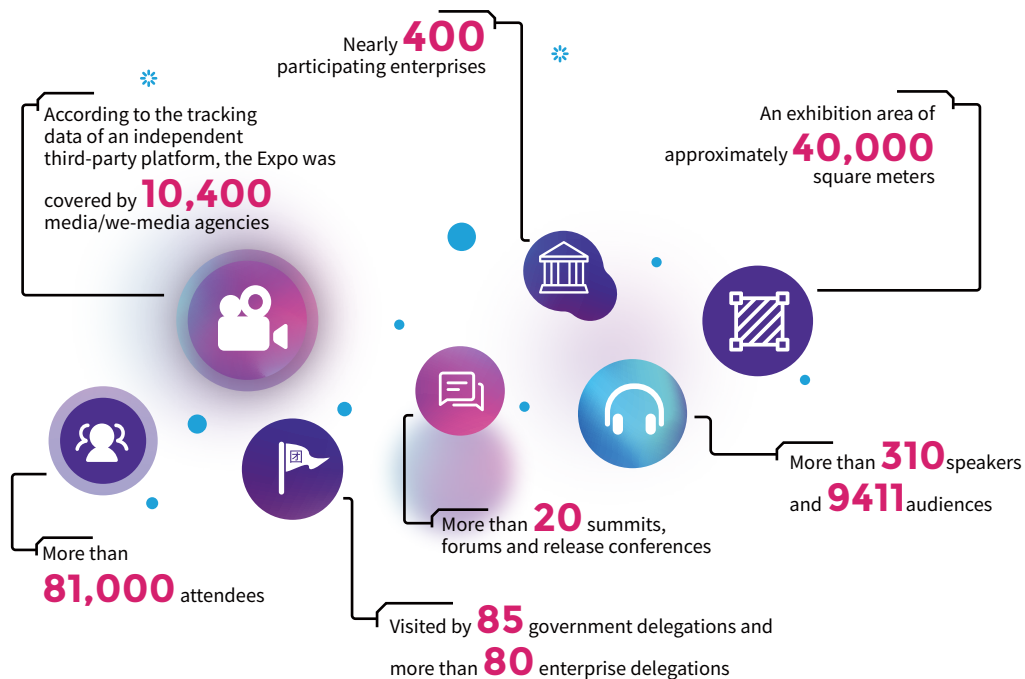 Nearly 400
participating enterprises
According to the tracking
data of an independent
third-party platform, the Expo was
covered by 10,400
media/we-media agencies
An exhibition area of
approximately 40,000
square meters
团
More than 310 speakers
and 9411 audiences
More than 20 summits,
forums and release conferences
More than
81,000 attendees
Visited by 85 government delegations and
more than 80 enterprise delegations